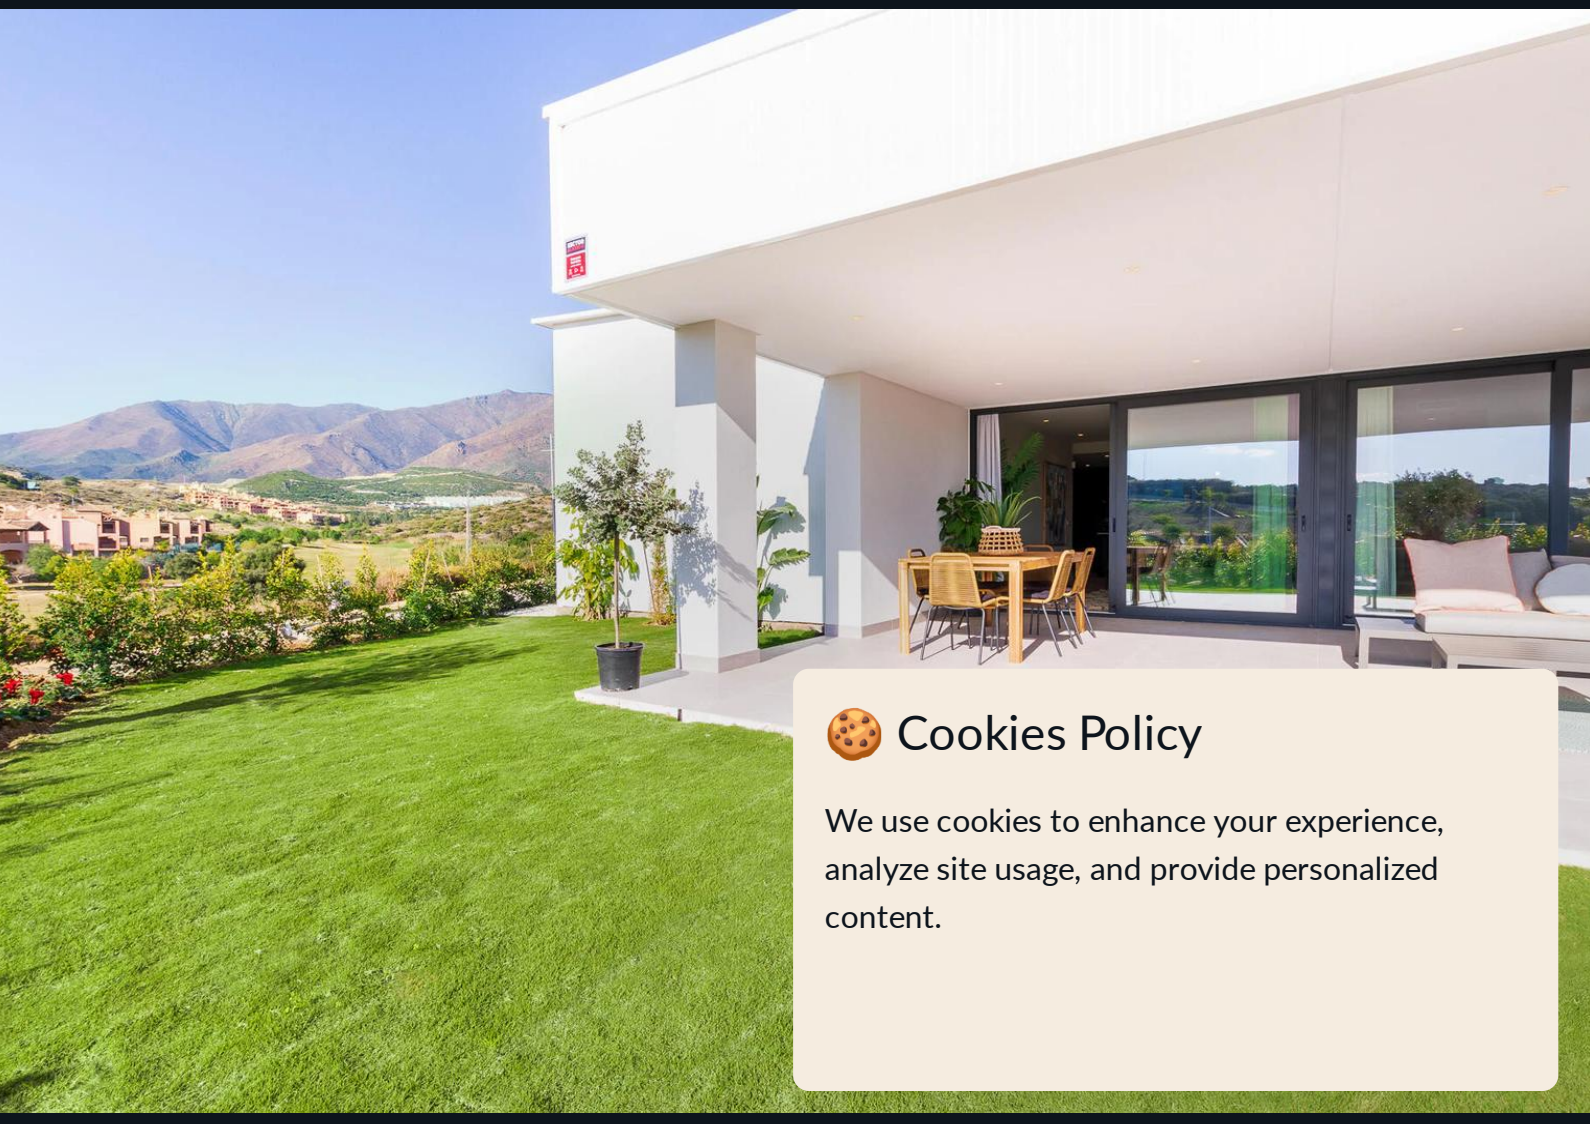 Cookies Policy
We use cookies to enhance your experience,
analyze site usage, and provide personalized
content.